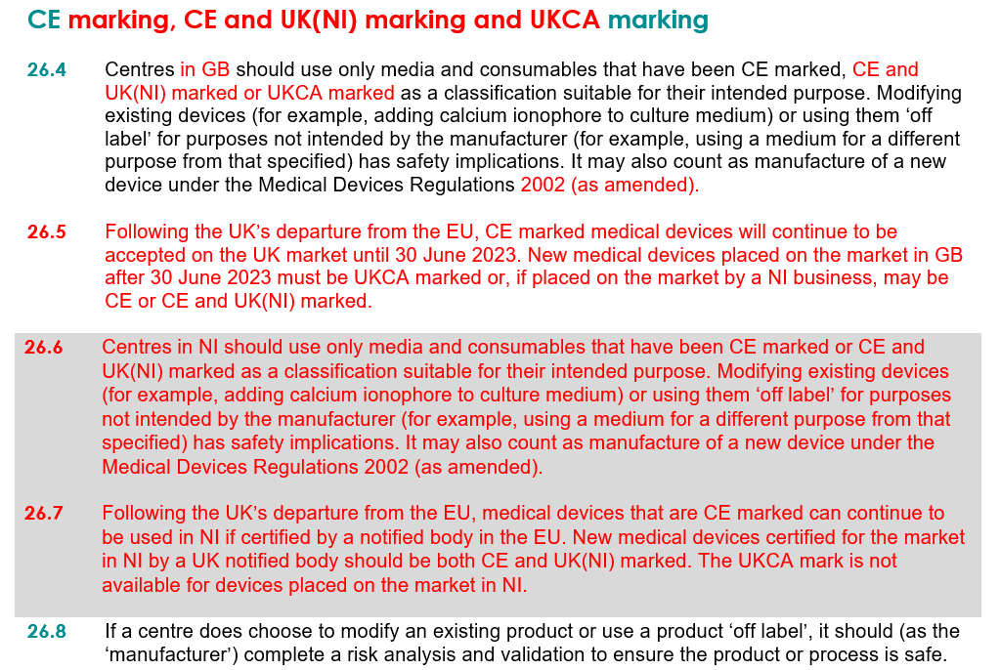 CE marking, CE and UK(NI) marking and UKCA marking
26.4 Centres in GB should use only media and consumables that have been CE marked, CE and
UK(NI) marked or UKCA marked as a classification suitable for their intended purpose. Modifying
existing devices (for example, adding calcium ionophore to culture medium) or using them ‘off
label’ for purposes not intended by the manufacturer (for example, using a medium for a different
purpose from that specified) has safety implications. It may also count as manufacture of a new
device under the Medical Devices Regulations 2002 (as amended).
26.5 Following the UK’s departure from the EU, CE marked medical devices will continue to be
accepted on the UK market until 30 June 2023. New medical devices placed on the market in GB
after 30 June 2023 must be UKCA marked or, if placed on the market by a NI business, may be
CE or CE and UK(NI) marked.
26.6 Centres in NI should use only media and consumables that have been CE marked or CE and
UK(NI) marked as a classification suitable for their intended purpose. Modifying existing devices
(for example, adding calcium ionophore to culture medium) or using them ‘off label’ for purposes
not intended by the manufacturer (for example, using a medium for a different purpose from that
specified) has safety implications. It may also count as manufacture of a new device under the
Medical Devices Regulations 2002 (as amended).
26.7 Following the UK’s departure from the EU, medical devices that are CE marked can continue to
be used in NI if certified by a notified body in the EU. New medical devices certified for the market
in NI by a UK notified body should be both CE and UK(NI) marked. The UKCA mark is not
available for devices placed on the market in NI.
26.8 If a centre does choose to modify an existing product or use a product ‘off label’, it should (as the
‘manufacturer’) complete a risk analysis and validation to ensure the product or process is safe.